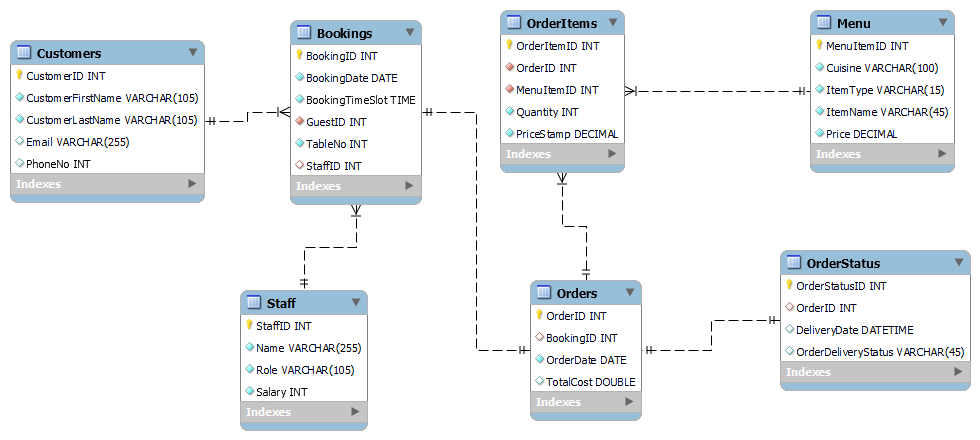 Customers
CustomerID INT
CustomerFirstName VARCHAR(105)
CustomerLastName VARCHAR(105)
Email VARCHAR(255)
PhoneNo INT
Indexes
Bookings
BookingID INT
BookingDate DATE
BookingTimeSlot TIME
GuestID INT
TableNo INT
StaffID INT
Indexes
OrderItems
OrderItemID INT
OrderID INT
MenuItemID INT
Quantity INT
PriceStamp DECIMAL
Indexes
Menu
MenuItemID INT
Cuisine VARCHAR(100)
ItemType VARCHAR(15)
ItemName VARCHAR(45)
Price DECIMAL
Indexes
Staff
StaffID INT
Name VARCHAR(255)
Role VARCHAR(105)
Salary INT
Indexes
Orders
OrderID INT
BookingID INT
OrderDate DATE
TotalCost DOUBLE
Indexes
OrderStatus
OrderStatusID INT
OrderID INT
DeliveryDate DATETIME
OrderDeliveryStatus VARCHAR(45)
Indexes